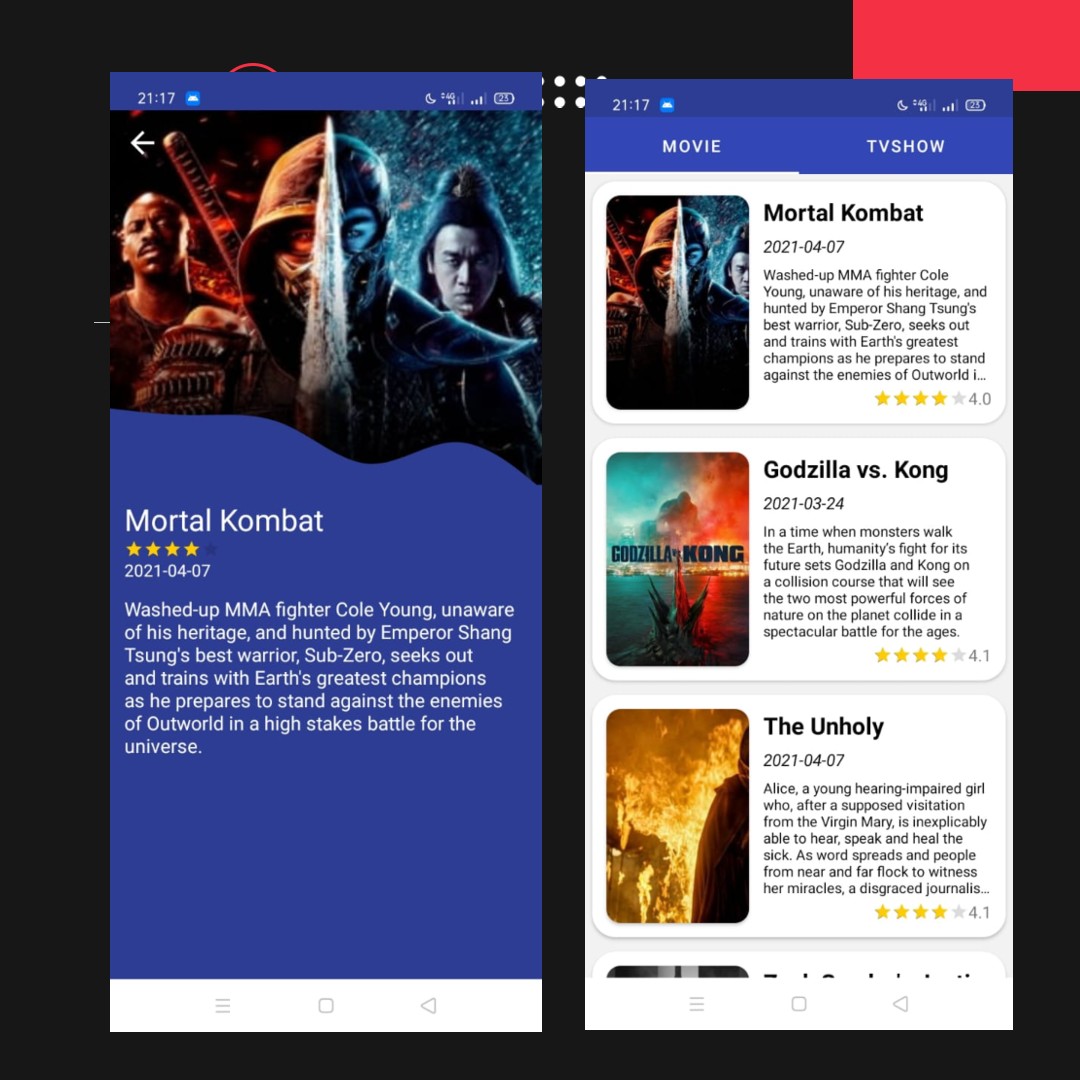 21:17
4G
23
Mortal Kombat
2021-04-07
Washed-up MMA fighter Cole Young, unaware
of his heritage, and hunted by Emperor Shang
Tsung's best warrior, Sub-Zero, seeks out
and trains with Earth's greatest champions
as he prepares to stand against the enemies
of Outworld in a high stakes battle for the
universe.
21:17
4G
23
MOVIE
TVSHOW
Mortal Kombat
2021-04-07
Washed-up MMA fighter Cole
Young, unaware of his heritage, and
hunted by Emperor Shang Tsung's
best warrior, Sub-Zero, seeks out
and trains with Earth's greatest
champions as he prepares to stand
against the enemies of Outworld i...
4.0
GODZILLA VS. KONG
Godzilla vs. Kong
2021-03-24
In a time when monsters walk
the Earth, humanity’s fight for its
future sets Godzilla and Kong on
a collision course that will see
the two most powerful forces of
nature on the planet collide in a
spectacular battle for the ages.
4.1
The Unholy
2021-04-07
Alice, a young hearing-impaired girl
who, after a supposed visitation
from the Virgin Mary, is inexplicably
able to hear, speak and heal the
sick. As word spreads and people
from near and far flock to witness
her miracles, a disgraced journalis...
4.1